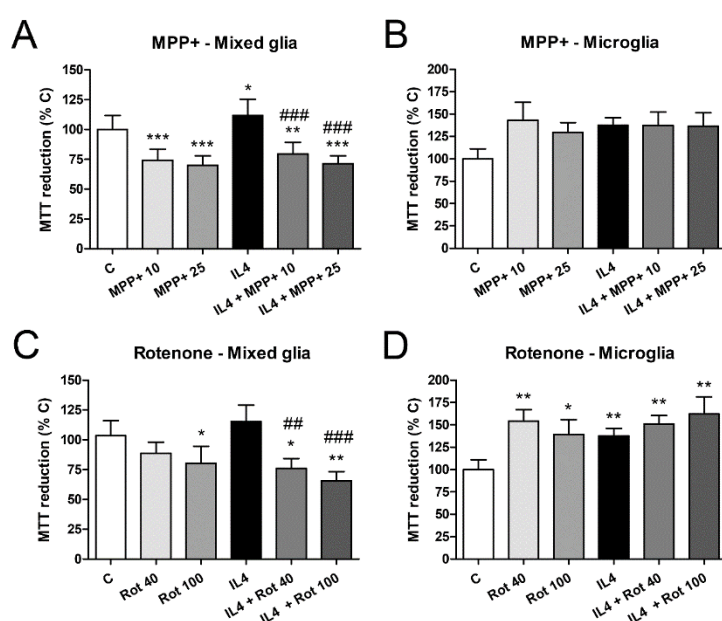 A
MPP+ - Mixed glia
MTT reduction (% C)
150
125
100
75
50
25
0
***
***
*
###
**
###
***
C
MPP+ 10
MPP+ 25
IL4
IL4 + MPP+ 10
IL4 + MPP+ 25
B
MPP+ - Microglia
MTT reduction (% C)
200
175
150
125
100
75
50
25
0
C
MPP+ 10
MPP+ 25
IL4
IL4 + MPP+ 10
IL4 + MPP+ 25
C
Rotenone - Mixed glia
MTT reduction (% C)
150
125
100
75
50
25
0
*
##
*
###
**
C
Rot 40
Rot 100
IL4
IL4 + Rot 40
IL4 + Rot 100
D
Rotenone - Microglia
MTT reduction (% C)
200
175
150
125
100
75
50
25
0
**
*
**
**
**
C
Rot 40
Rot 100
IL4
IL4 + Rot 40
IL4 + Rot 100